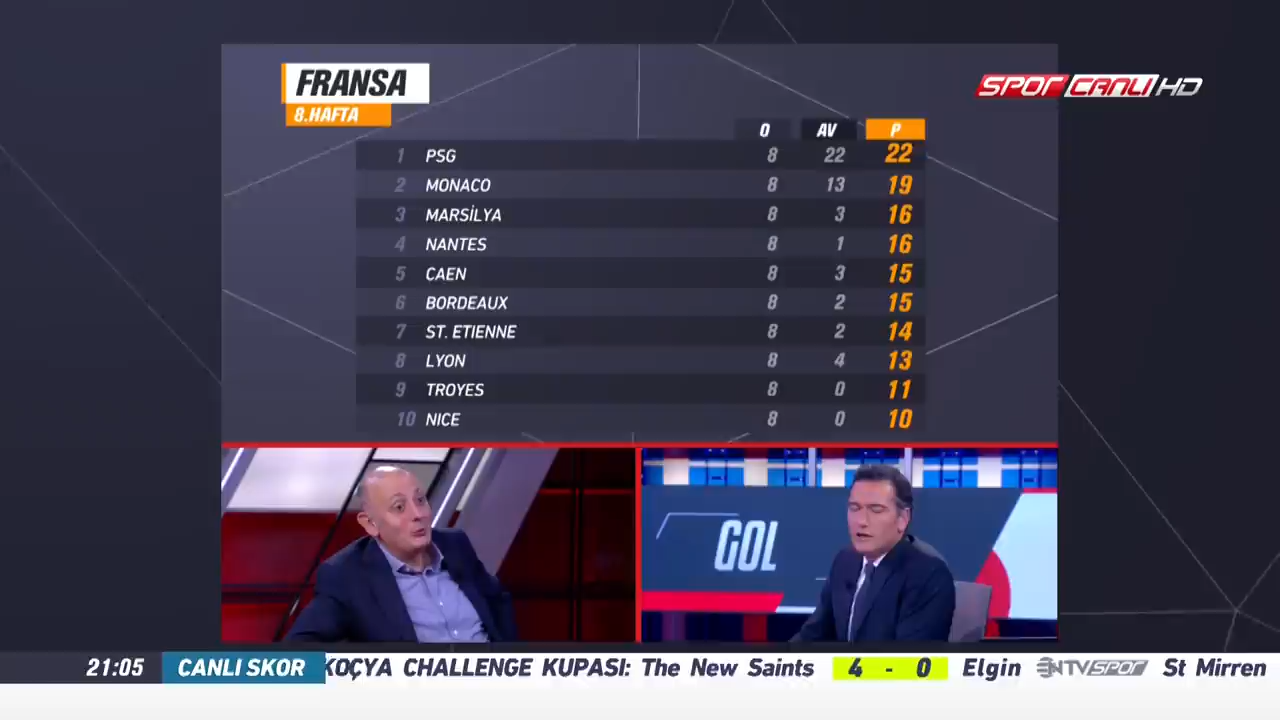 FRANSA
8.HAFTA
SPOR CANLI HD
O AV P
1 PSG 8 22 22
2 MONACO 8 13 19
3 MARSİLYA 8 3 16
4 NANTES 8 1 16
5 CAEN 8 3 15
6 BORDEAUX 8 2 15
7 ST. ETIENNE 8 2 14
8 LYON 8 4 13
9 TROYES 8 0 11
10 NICE 8 0 10
GOL
21:05 CANLI SKOR KOÇYA CHALLENGE KUPASI: The New Saints 4 - 0 Elgin NTVSPOR St Mirren